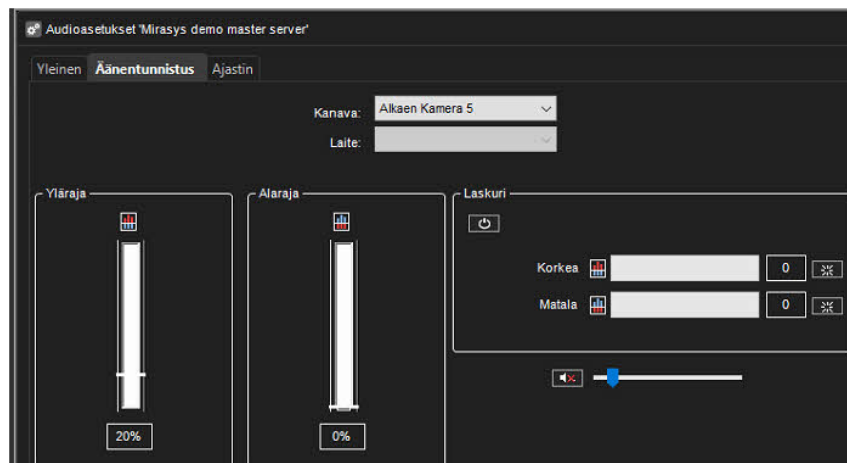 Audioasetukset 'Mirasys demo master server'
Yleinen Äänentunnistus Ajastin
Kanava: Alkaen Kamera 5
Laite:
Yläraja Alaraja Laskuri
Korkea 0
Matala 0
20% 0%